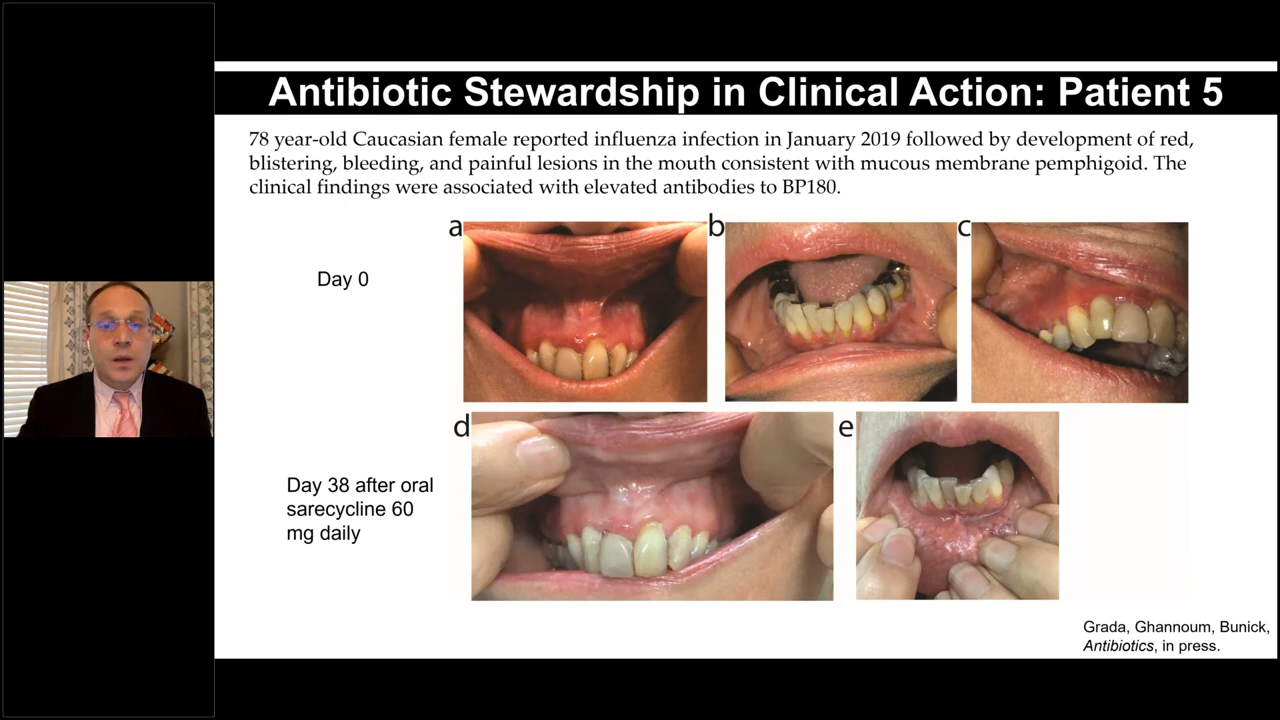 Antibiotic Stewardship in Clinical Action: Patient 5
78 year-old Caucasian female reported influenza infection in January 2019 followed by development of red,
blistering, bleeding, and painful lesions in the mouth consistent with mucous membrane pemphigoid. The
clinical findings were associated with elevated antibodies to BP180.
a
b
c
Day 0
d
e
Day 38 after oral
sarecycline 60
mg daily
Grada, Ghannoum, Bunick,
Antibiotics, in press.